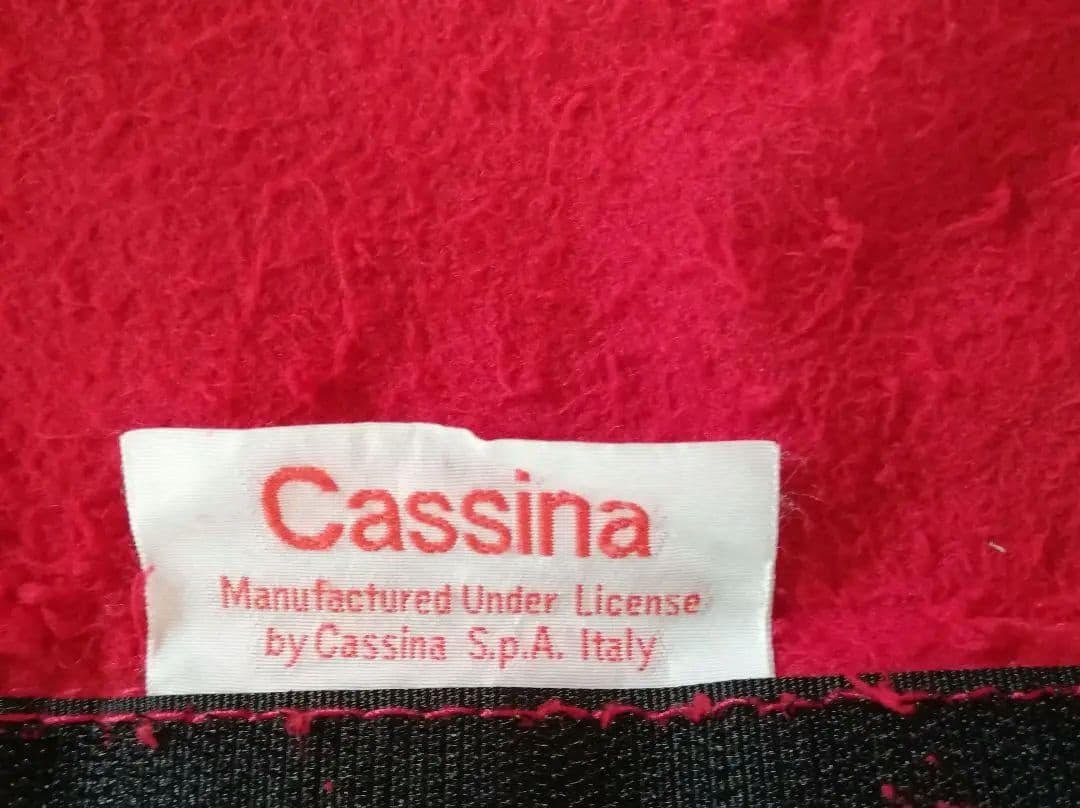 Cassina
Manufactured Under License
by Cassina S.p.A. Italy